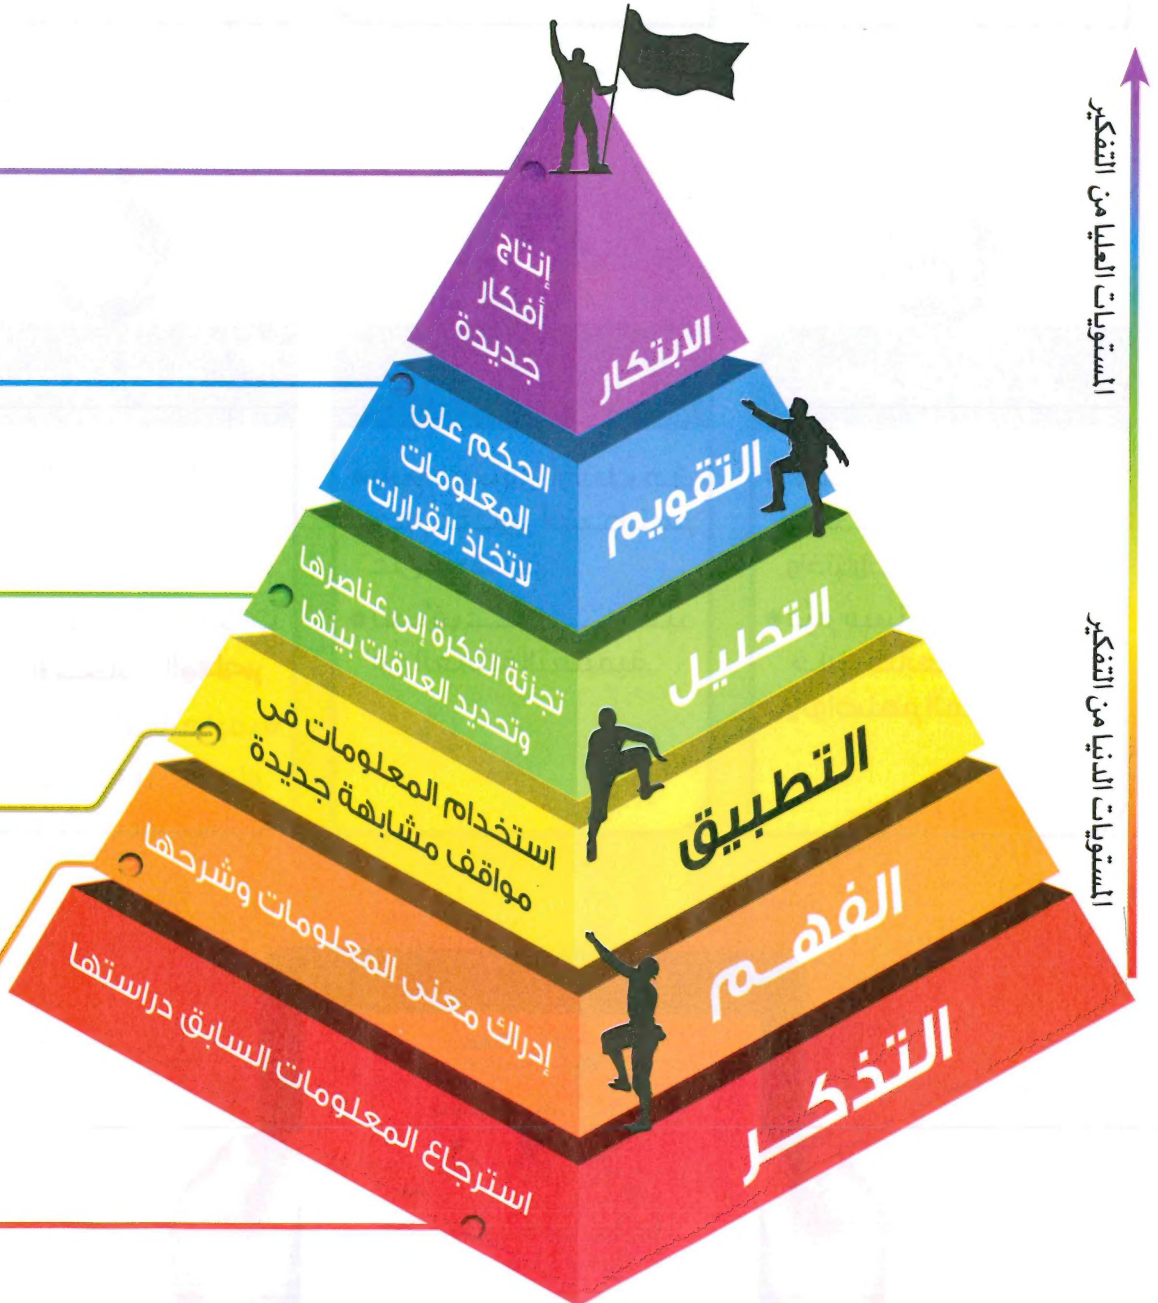 الابتكار
إنتاج
أفكار
جديدة
التقويم
الحكم على
المعلومات
لاتخاذ القرارات
التحليل
تجزئة الفكرة إلى عناصرها
وتحديد العلاقات بينها
التطبيق
استخدام المعلومات فى
مواقف مشابهة جديدة
الفهم
إدراك معنى المعلومات وشرحها
التذكر
استرجاع المعلومات السابق دراستها
المستويات العليا من التفكير
المستويات الدنيا من التفكير